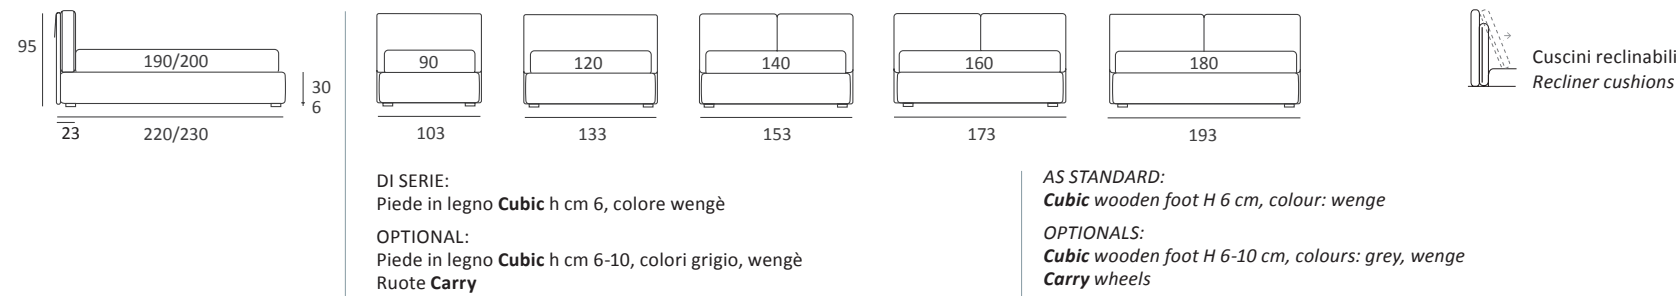 95
190/200
30
6
23
220/230
90
103
120
133
140
153
160
173
180
193
Cuscini reclinabili
Recliner cushions
DI SERIE:
Piede in legno Cubic h cm 6, colore wengè
OPTIONAL:
Piede in legno Cubic h cm 6-10, colori grigio, wengè
Ruote Carry
AS STANDARD:
Cubic wooden foot H 6 cm, colour: wenge
OPTIONALS:
Cubic wooden foot H 6-10 cm, colours: grey, wenge
Carry wheels